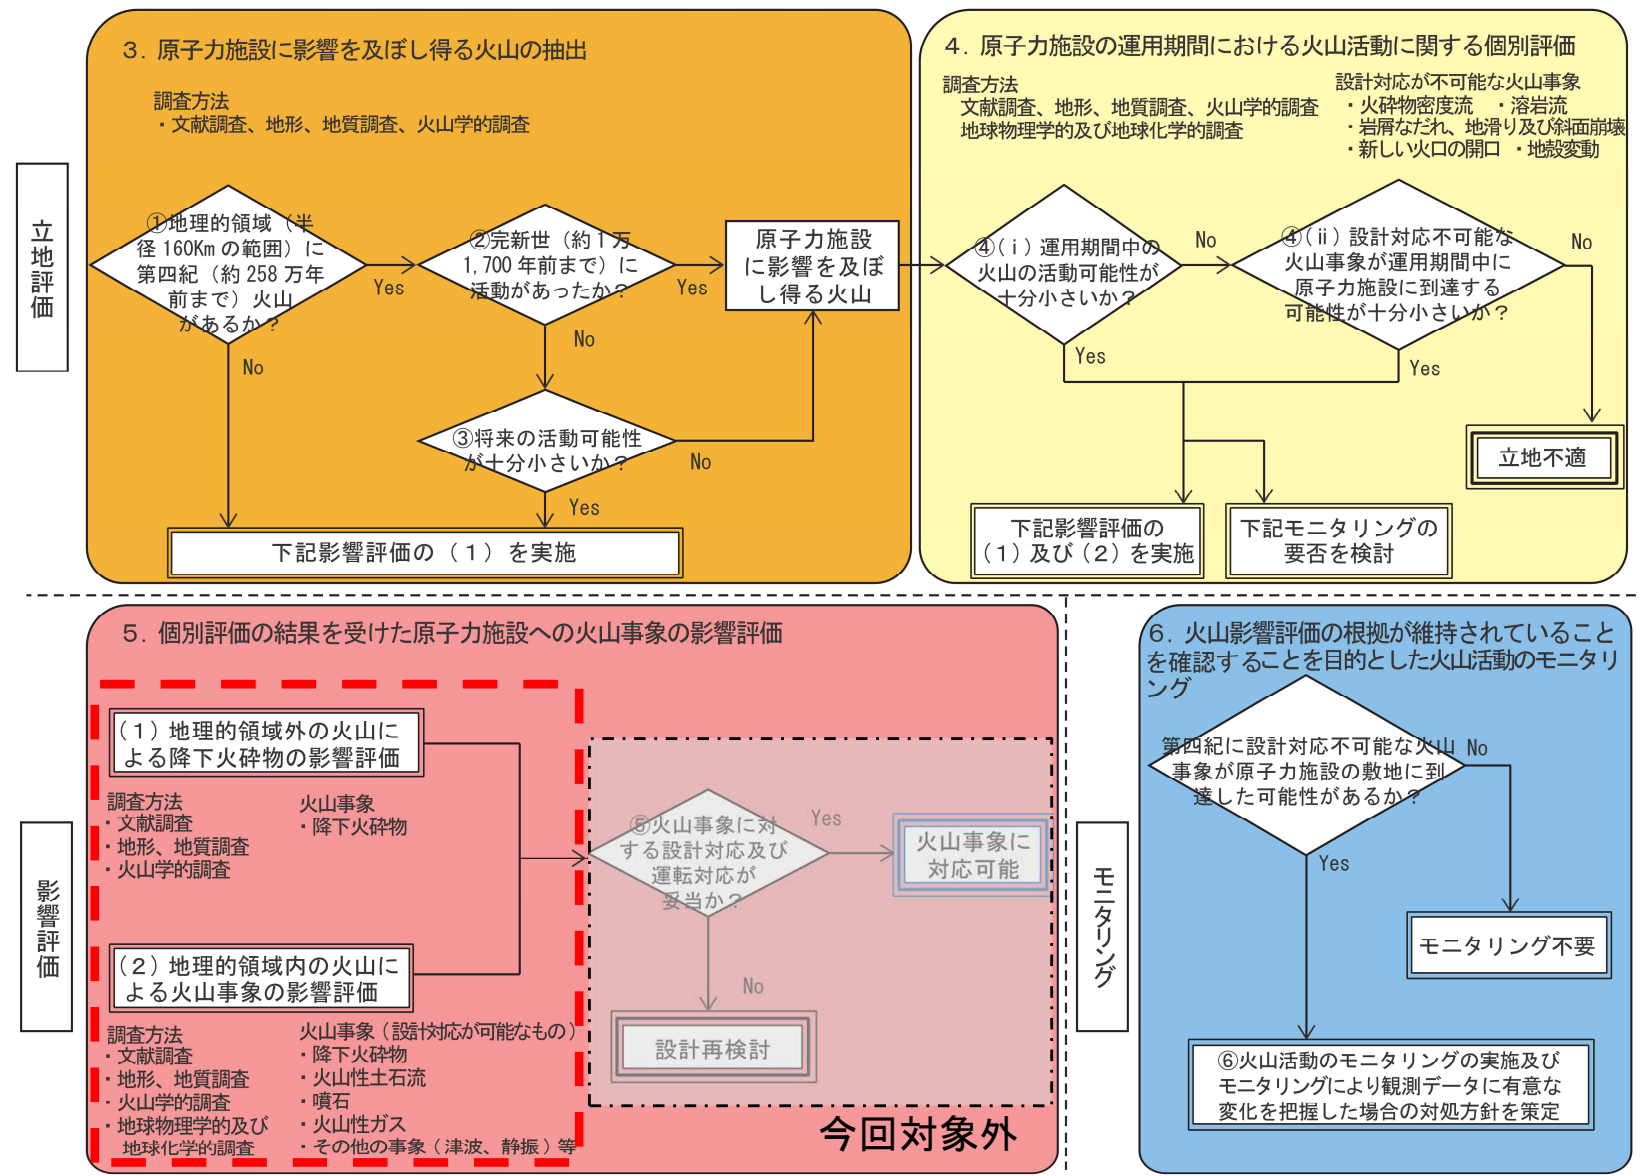 立地評価
３．原子力施設に影響を及ぼし得る火山の抽出
調査方法
・文献調査、地形、地質調査、火山学的調査
①地理的領域（半
径160Kmの範囲）に
第四紀（約258万年
前まで）火山
があるか？
Yes
No
②完新世（約1万
1,700年前まで）に
活動があったか？
Yes
No
原子力施設
に影響を及ぼ
し得る火山
③将来の活動可能性
が十分小さいか？
No
Yes
下記影響評価の（１）を実施
４．原子力施設の運用期間における火山活動に関する個別評価
調査方法
文献調査、地形、地質調査、火山学的調査
地球物理学的及び地球化学的調査
設計対応が不可能な火山事象
・火砕物密度流　・溶岩流
・岩屑なだれ、地滑り及び斜面崩壊
・新しい火口の開口　・地殻変動
④(ⅰ)運用期間中の
火山の活動可能性が
十分小さいか？
No
Yes
④(ⅱ)設計対応不可能な
火山事象が運用期間中に
原子力施設に到達する
可能性が十分小さいか？
No
Yes
立地不適
下記影響評価の
（１）及び（２）を実施
下記モニタリングの
要否を検討
影響評価
５．個別評価の結果を受けた原子力施設への火山事象の影響評価
（１）地理的領域外の火山に
よる降下火砕物の影響評価
調査方法
・文献調査
・地形、地質調査
・火山学的調査
火山事象
・降下火砕物
（２）地理的領域内の火山に
よる火山事象の影響評価
調査方法
・文献調査
・地形、地質調査
・火山学的調査
・地球物理学的及び
地球化学的調査
火山事象（設計対応が可能なもの）
・降下火砕物
・火山性土石流
・噴石
・火山性ガス
・その他の事象（津波、静振）等
⑤火山事象に対
する設計対応及び
運転対応が
妥当か？
Yes
No
火山事象に
対応可能
設計再検討
今回対象外
モニタリング
６．火山影響評価の根拠が維持されていること
を確認することを目的とした火山活動のモニタリ
ング
第四紀に設計対応不可能な火山
事象が原子力施設の敷地に到
達した可能性があるか？
No
Yes
モニタリング不要
⑥火山活動のモニタリングの実施及び
モニタリングにより観測データに有意な
変化を把握した場合の対処方針を策定